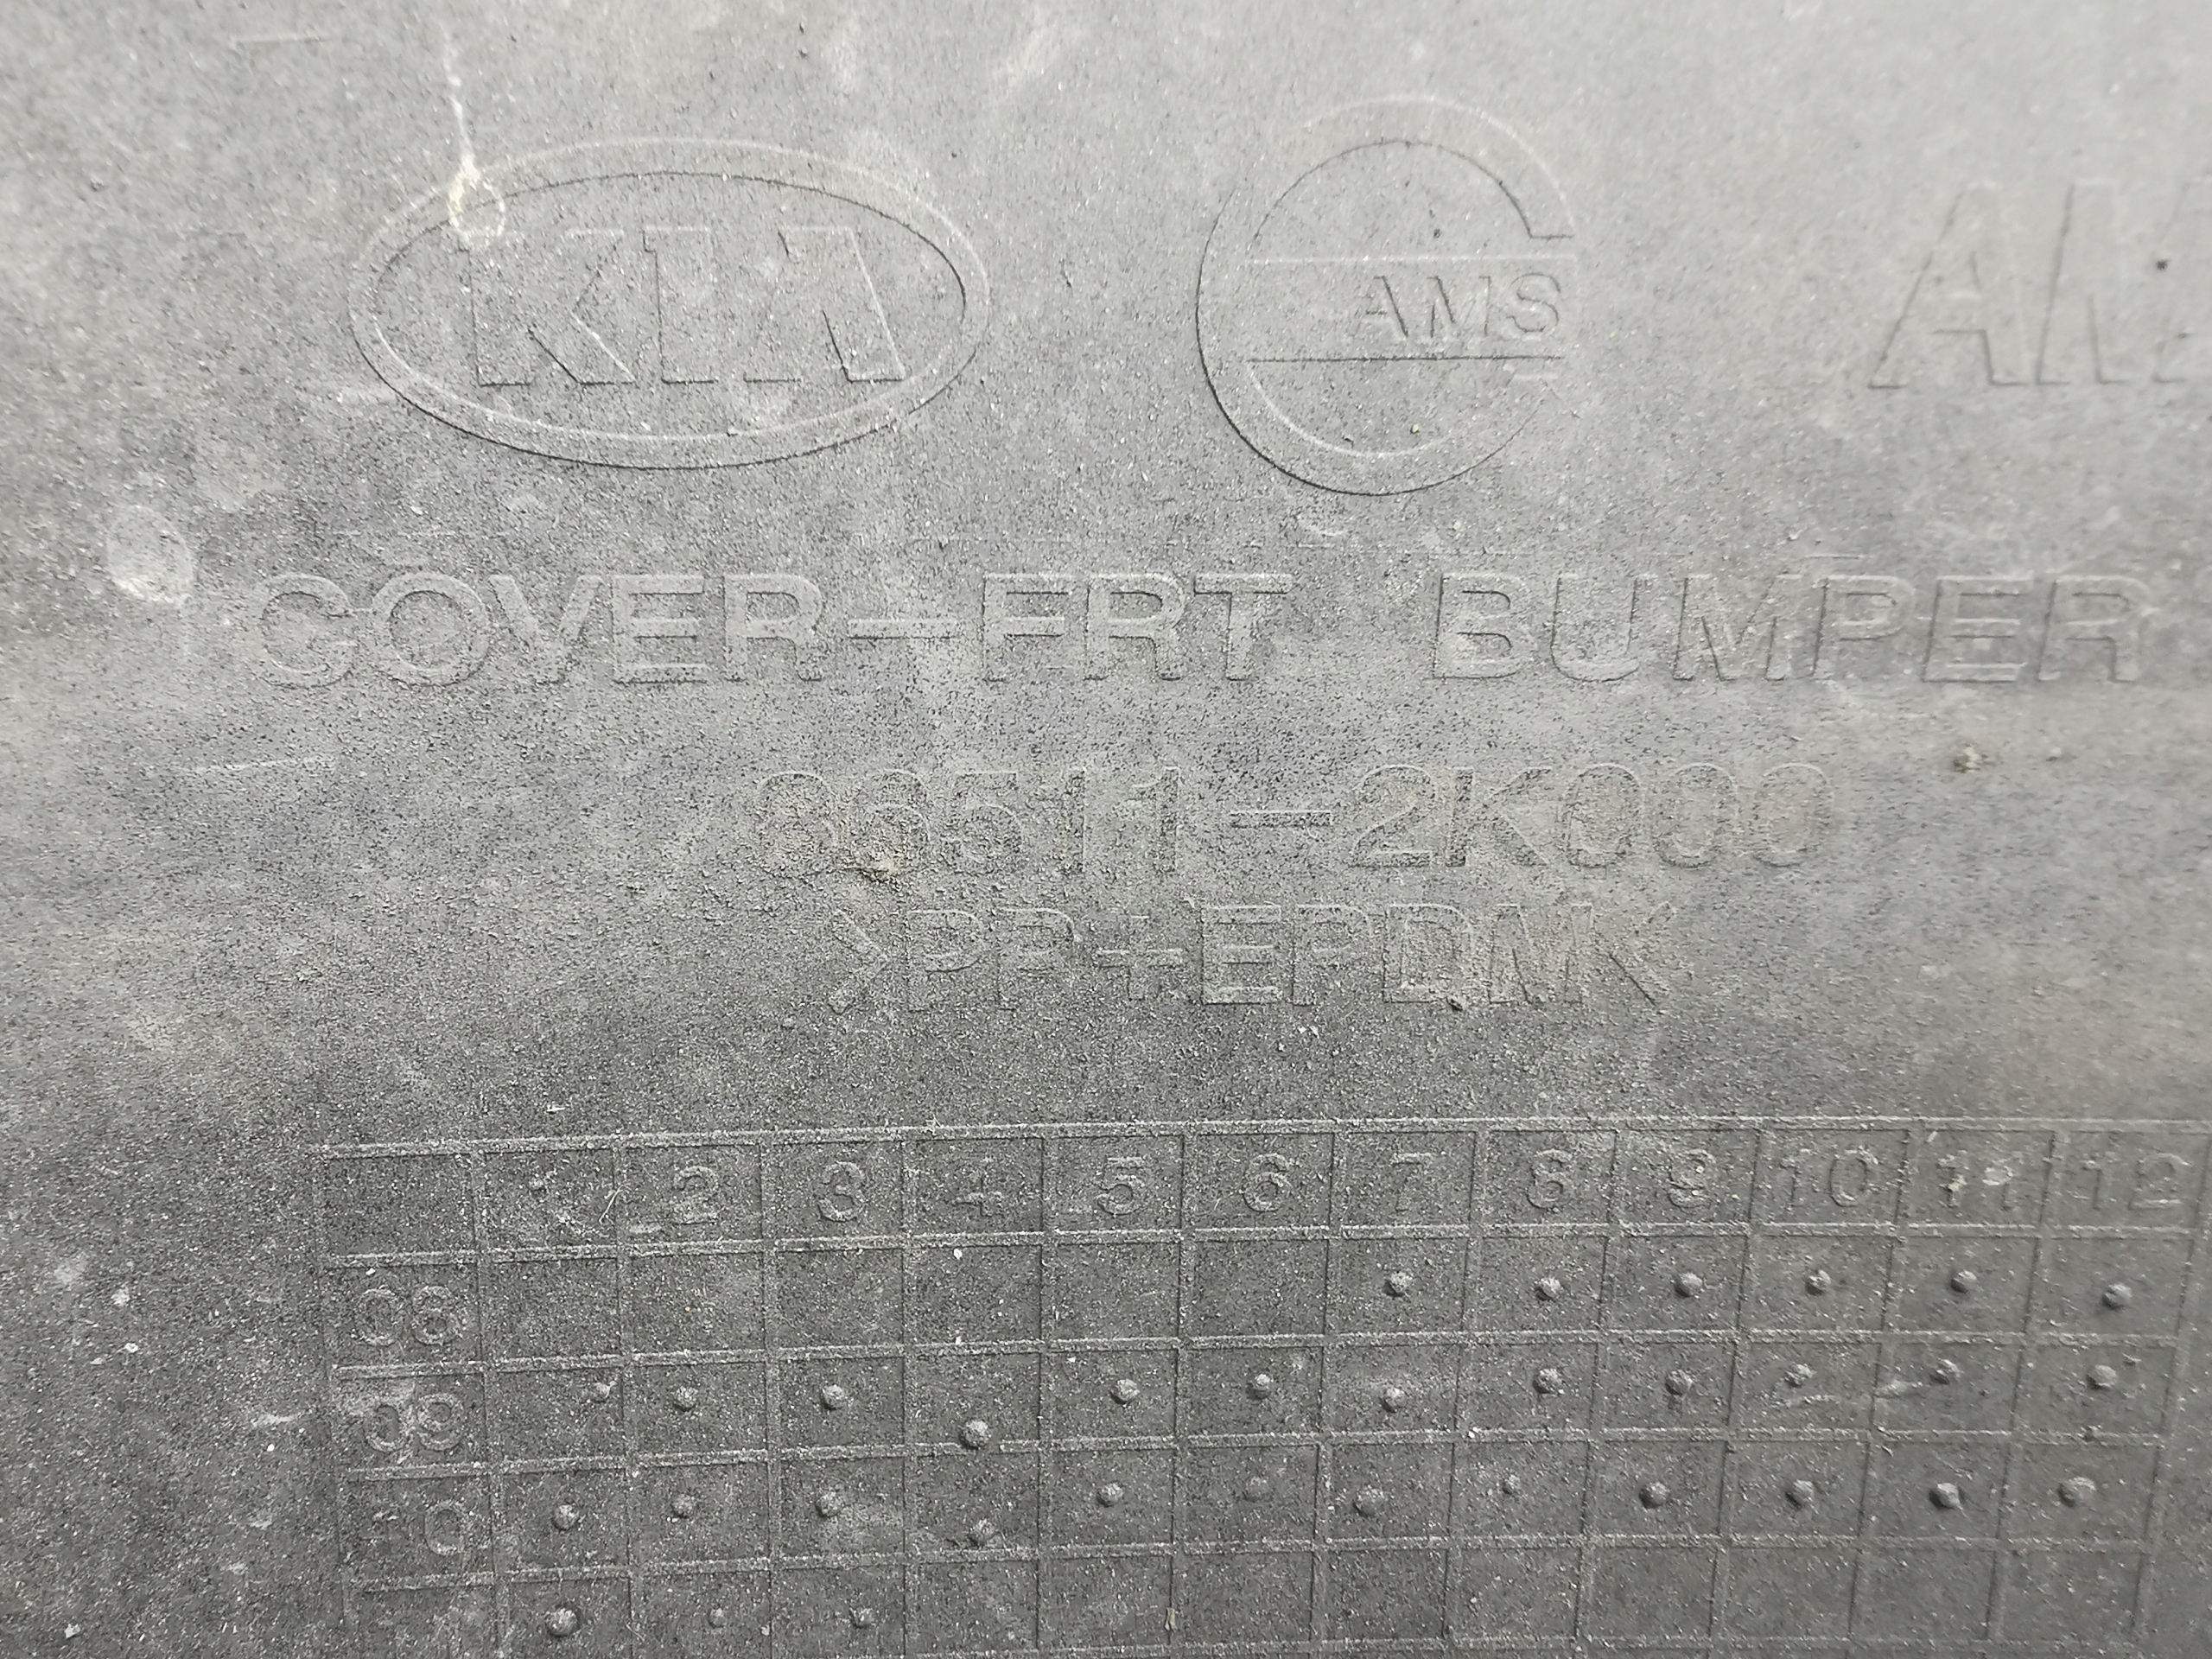 KIA
AMS
COVER-FRT BUMPER
86511-2K000
>PP+EPDM<
1 2 3 4 5 6 7 8 9 10 11 12
08
09
10